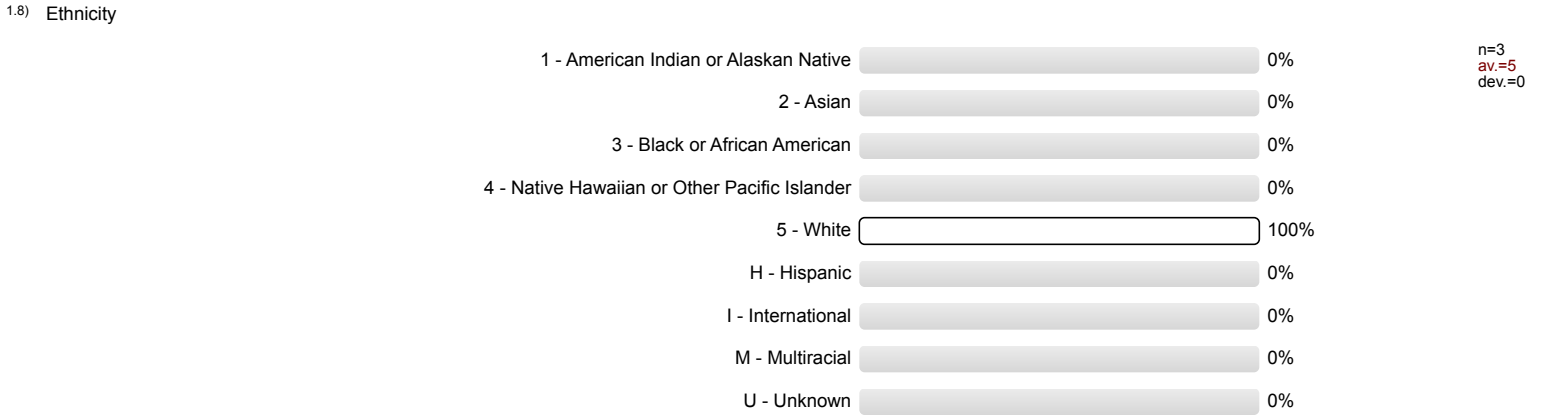 1.8) Ethnicity
1 - American Indian or Alaskan Native 0%
2 - Asian 0%
3 - Black or African American 0%
4 - Native Hawaiian or Other Pacific Islander 0%
5 - White 100%
H - Hispanic 0%
I - International 0%
M - Multiracial 0%
U - Unknown 0%
n=3
av.=5
dev.=0